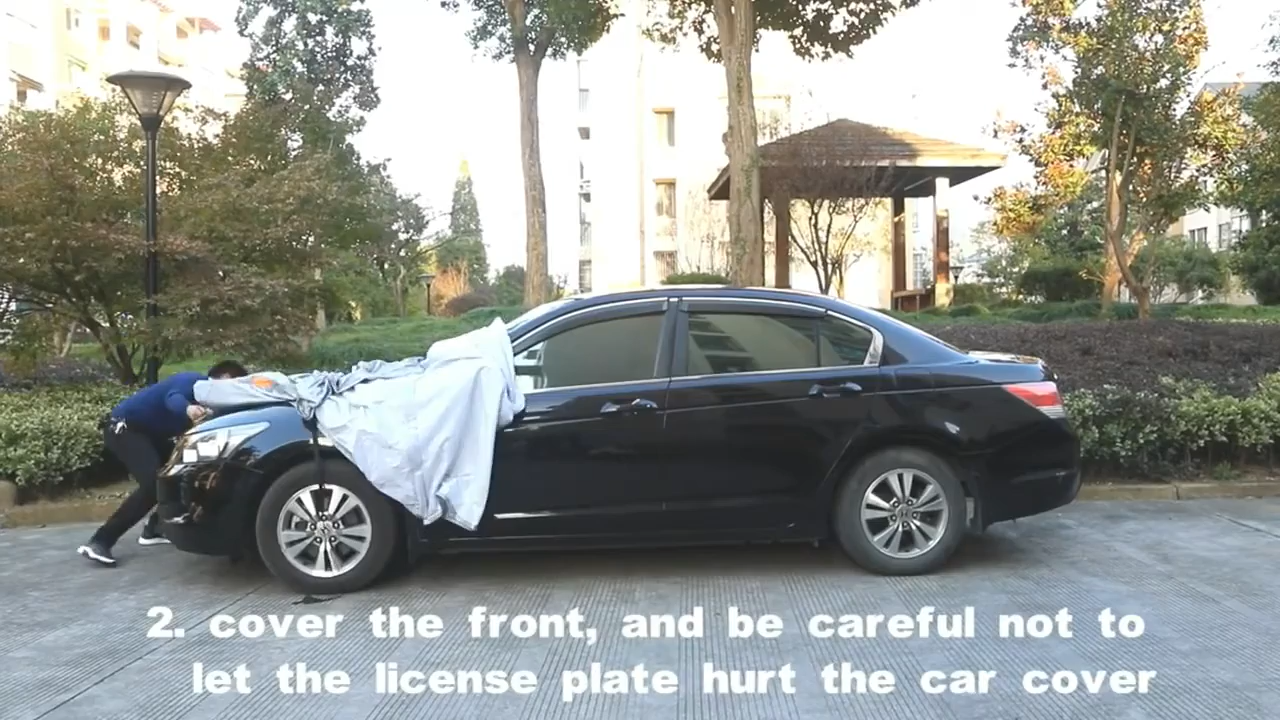 2. cover the front, and be careful not to
let the license plate hurt the car cover